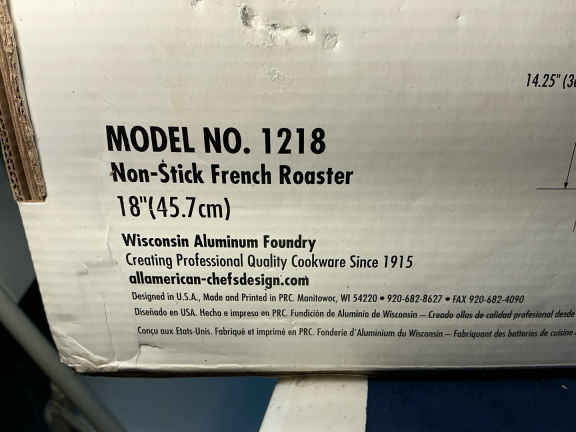 14.25"
MODEL NO. 1218
Non-Stick French Roaster
18"(45.7cm)
Wisconsin Aluminum Foundry
Creating Professional Quality Cookware Since 1915
allamerican-chefsdesign.com
Designed in U.S.A., Made and Printed in PRC. Manitowoc, WI 54220 • 920-682-8627 • FAX 920-682-4090
Diseñado en USA. Hecho e impreso en PRC. Fundición de Aluminio de Wisconsin – Creado ollas de calidad profesional desde
Conçu aux Etats-Unis. Fabriqué et imprimé en PRC. Fonderie d'Aluminium du Wisconsin – Fabriquant des batteries de cuisine